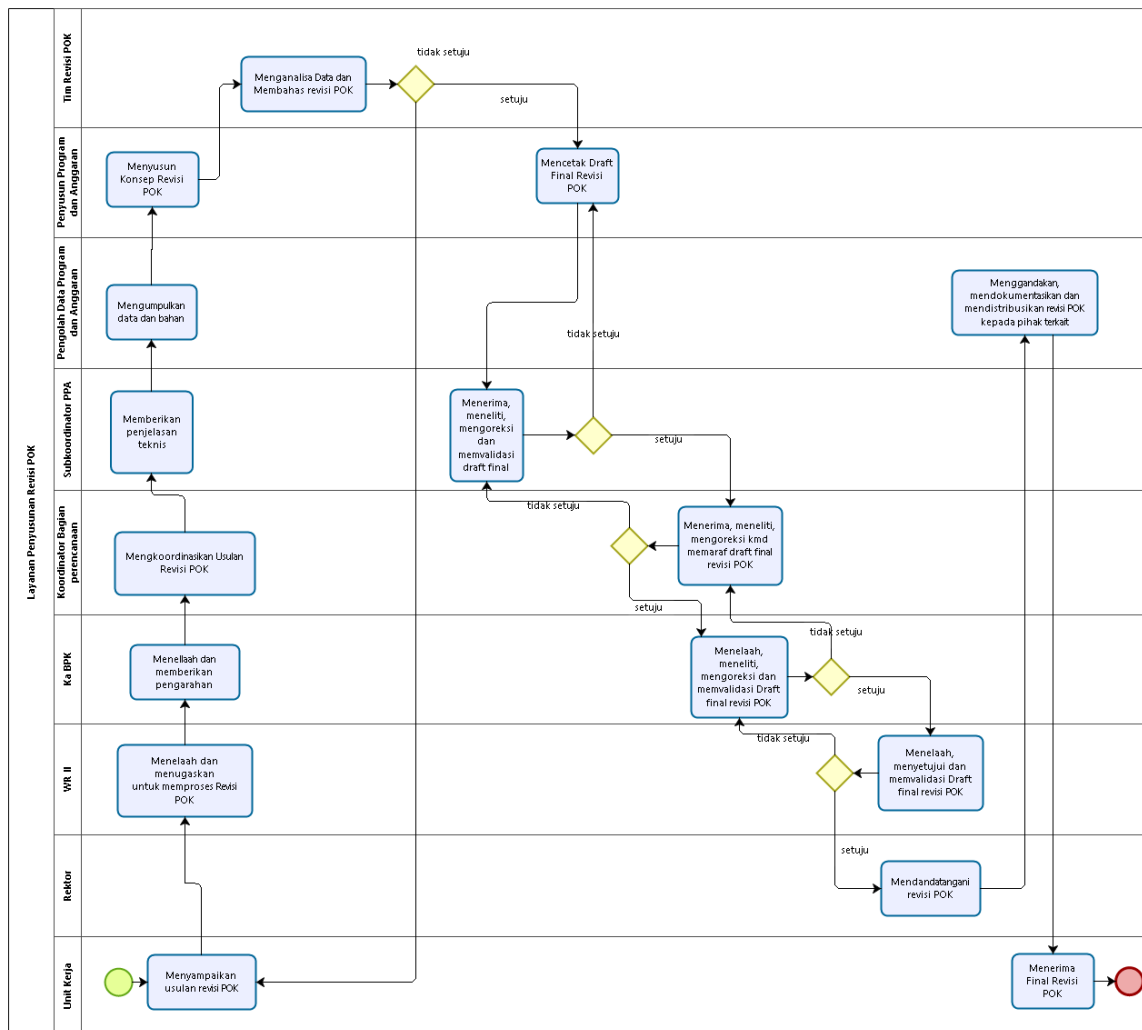 Layanan Penyusunan Revisi POK
Tim Revisi POK
Menganalisa Data dan
Membahas revisi POK
tidak setuju
setuju
Penyusun Program
dan Anggaran
Menyusun
Konsep Revisi
POK
Mencetak Draft
Final Revisi
POK
Pengolah Data Program
dan Anggaran
Mengumpulkan
data dan bahan
tidak setuju
Menggandakan,
mendokumentasikan dan
mendistribusikan revisi POK
kepada pihak terkait
Subkoordinator PPA
Memberikan
penjelasan
teknis
Menerima,
meneliti,
mengoreksi
dan
memvalidasi
draft final
setuju
Koordinator Bagian
perencanaan
Mengkoordinasikan Usulan
Revisi POK
tidak setuju
Menerima, meneliti,
mengoreksi kmd
memaraf draft final
revisi POK
setuju
Ka BPK
Menellaah dan
memberikan
pengarahan
Menelaah,
meneliti,
mengoreksi dan
memvalidasi Draft
final revisi POK
tidak setuju
setuju
WR II
Menelaah dan
menugaskan
untuk memproses Revisi
POK
tidak setuju
Menelaah,
menyetujui dan
memvalidasi Draft
final revisi POK
setuju
Rektor
Mendandatangani
revisi POK
Unit Kerja
Menyampaikan
usulan revisi POK
Menerima
Final Revisi
POK